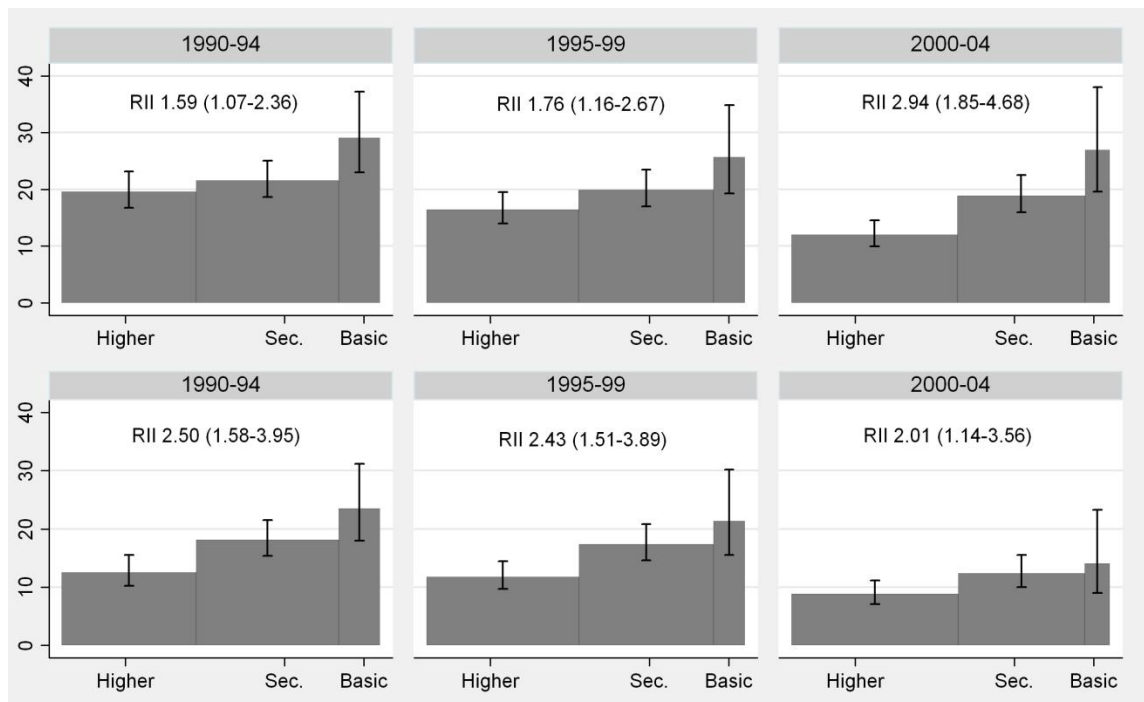 1990-94 1995-99 2000-04
RII 1.59 (1.07-2.36) RII 1.76 (1.16-2.67) RII 2.94 (1.85-4.68)
40
30
20
10
0
Higher Sec. Basic Higher Sec. Basic Higher Sec. Basic
1990-94 1995-99 2000-04
RII 2.50 (1.58-3.95) RII 2.43 (1.51-3.89) RII 2.01 (1.14-3.56)
40
30
20
10
0
Higher Sec. Basic Higher Sec. Basic Higher Sec. Basic